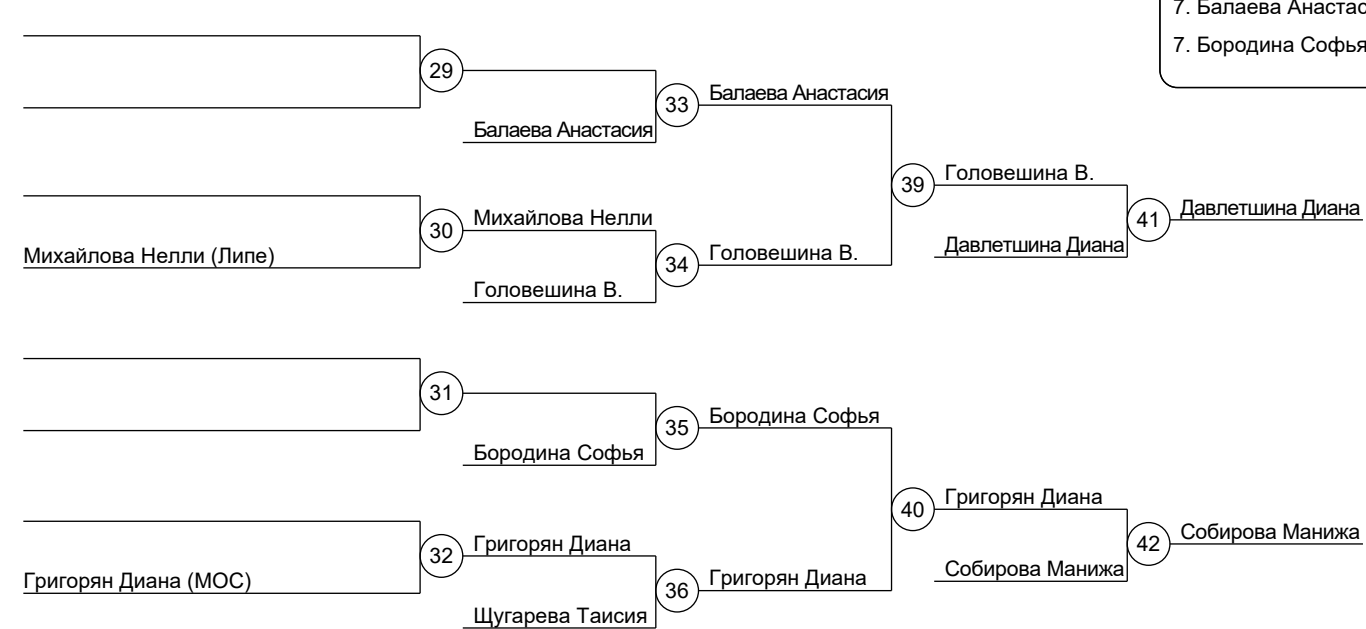 7. Балаева Анастас
7. Бородина Софья
29
Балаева Анастасия
33
Балаева Анастасия
Михайлова Нелли (Липе)
30
Михайлова Нелли
Головешина В.
34
Головешина В.
39
Головешина В.
Давлетшина Диана
41
Давлетшина Диана
31
Бородина Софья
35
Бородина Софья
Григорян Диана (МОС)
32
Григорян Диана
Щугарева Таисия
36
Григорян Диана
40
Григорян Диана
Собирова Манижа
42
Собирова Манижа